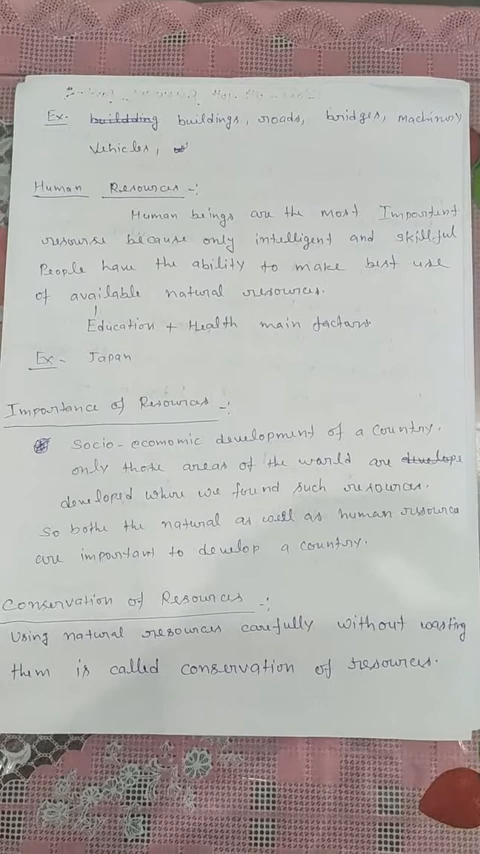 Ex. buildding buildings, roads, bridges, machinery
Vehicles,
Human Resources -:
Human beings are the most Important
resourse because only intelligent and skillful
People have the ability to make best use
of available natural resources.
Education + Health main factors
Ex- Japan
Importance of Resources -:
Socio-economic development of a country.
only those areas of the world are develope
developed where we found such resources.
So bothe the natural as well as human resource
are important to develop a country.
Conservation of Resources -:
Using natural resources carefully without wasting
them is called conservation of resources.